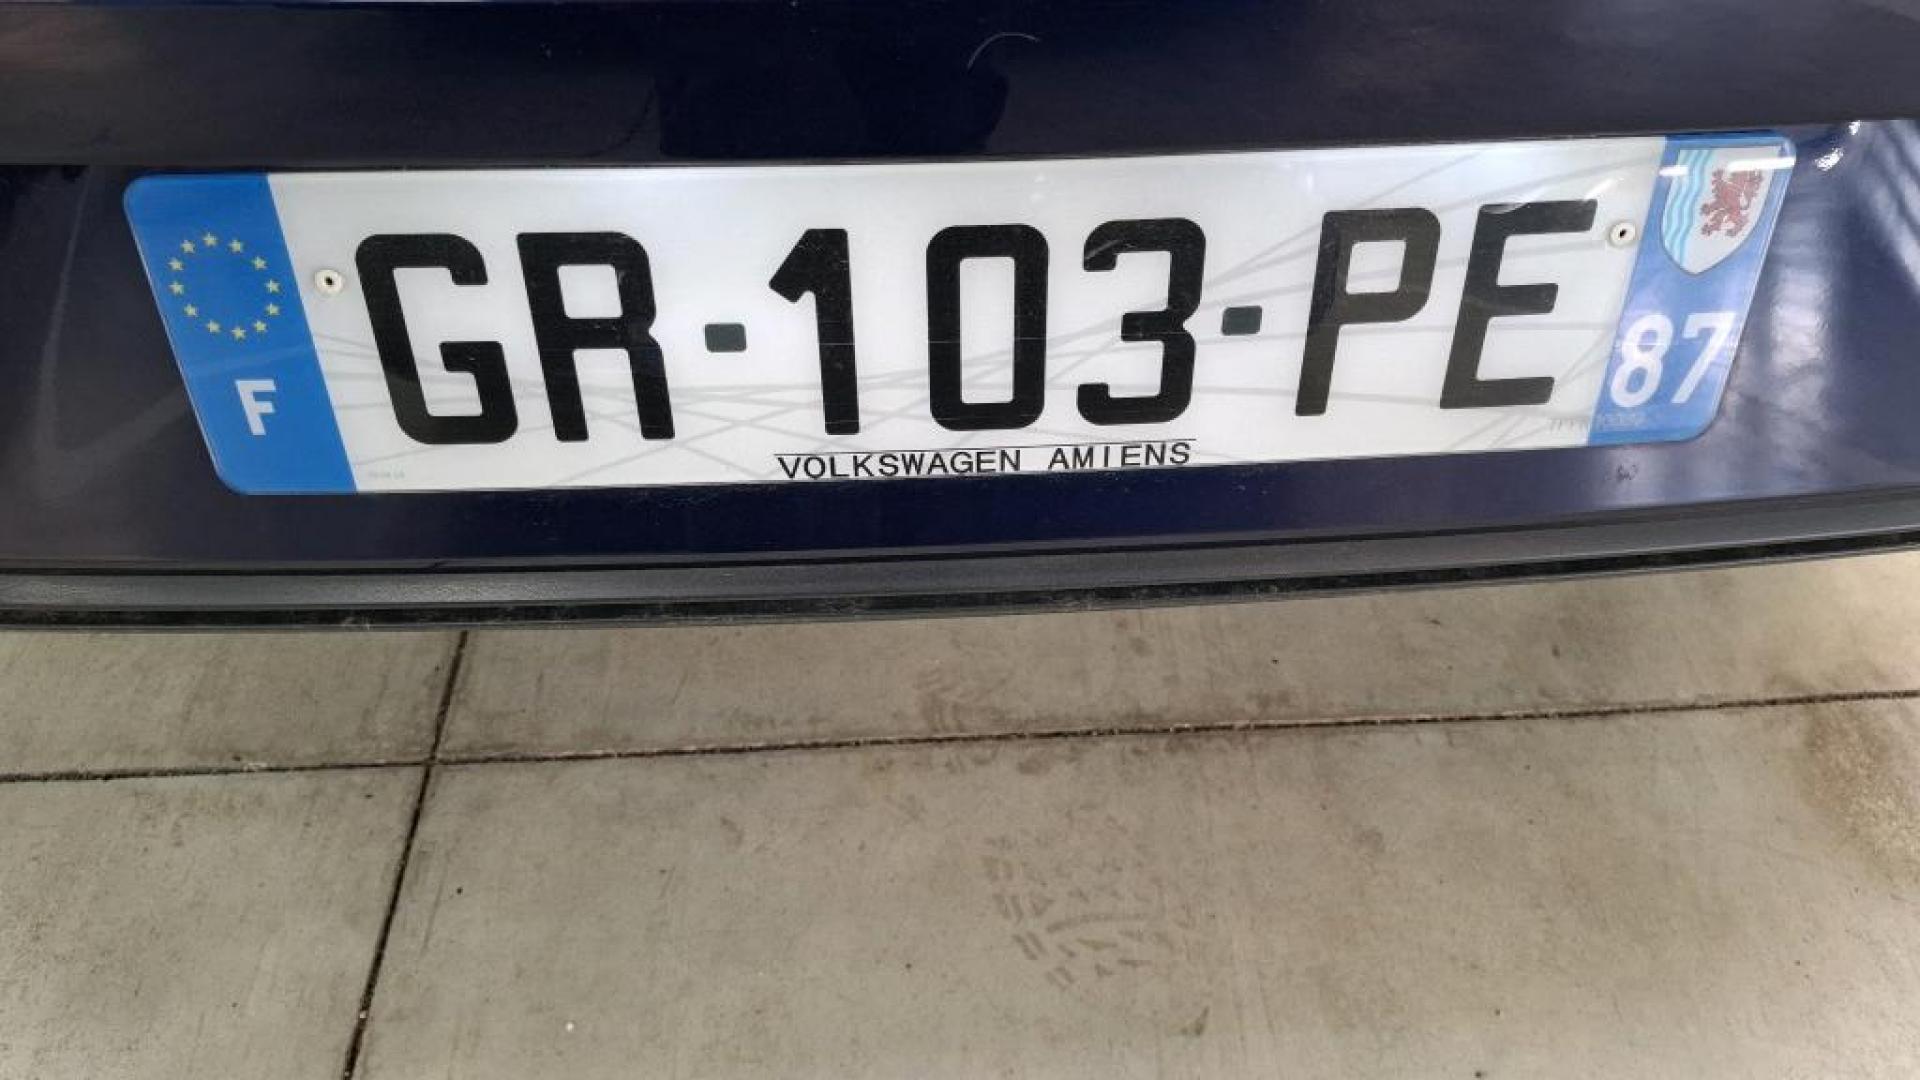 F GR-103-PE 87
VOLKSWAGEN AMIENS